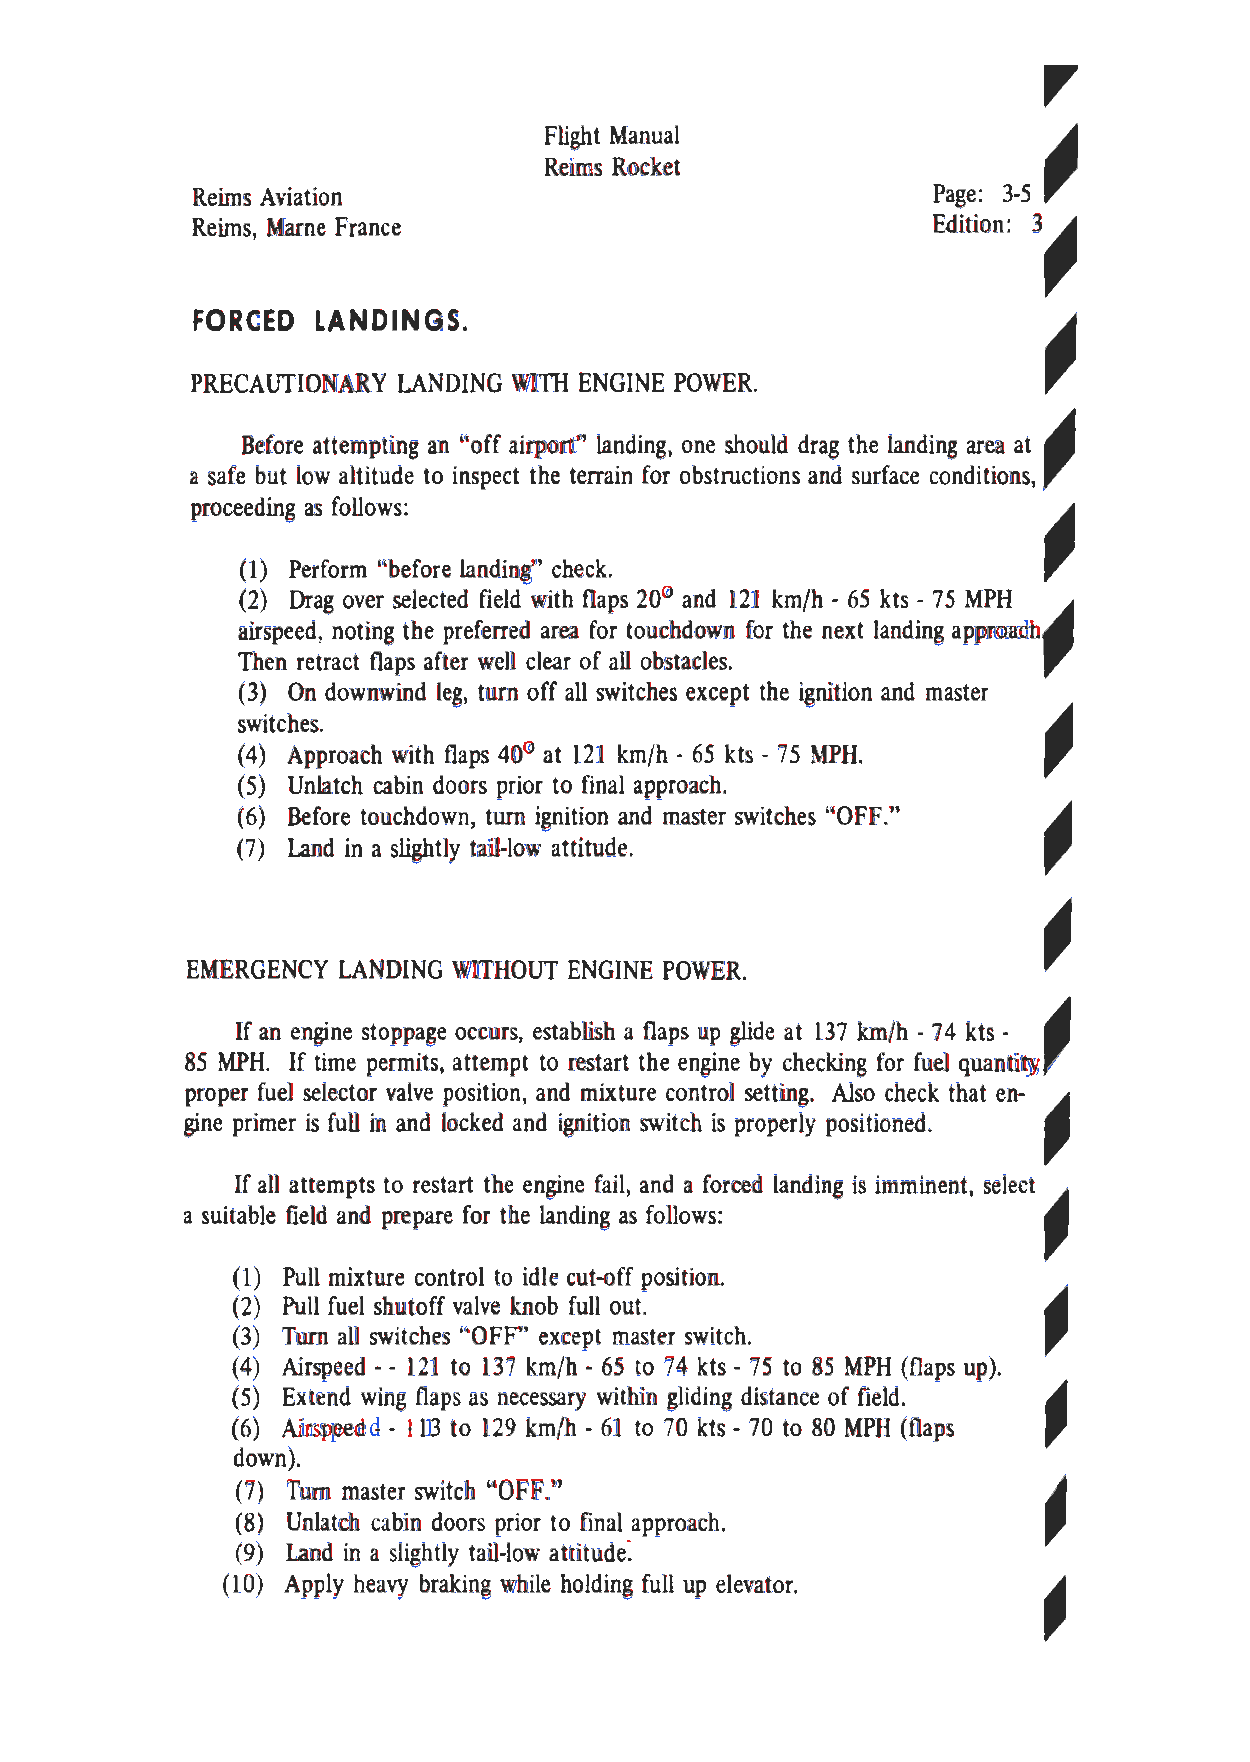 Flight Manual
Reims Rocket
Reims Aviation
Page: 3-5
Reims, Marne France
Edition: 3
FORCED LANDINGS.
PRECAUTIONARY LANDING WITH ENGINE POWER.
Before attempting an “off airport” landing, one should drag the landing area at
a safe but low altitude to inspect the terrain for obstructions and surface conditions,
proceeding as follows:
(1) Perform “before landing” check.
(2) Drag over selected field with flaps 20° and 121 km/h - 65 kts - 75 MPH
airspeed, noting the preferred area for touchdown for the next landing approach.
Then retract flaps after well clear of all obstacles.
(3) On downwind leg, turn off all switches except the ignition and master
switches.
(4) Approach with flaps 40° at 121 km/h - 65 kts - 75 MPH.
(5) Unlatch cabin doors prior to final approach.
(6) Before touchdown, turn ignition and master switches “OFF.”
(7) Land in a slightly tail-low attitude.
EMERGENCY LANDING WITHOUT ENGINE POWER.
If an engine stoppage occurs, establish a flaps up glide at 137 km/h - 74 kts -
85 MPH. If time permits, attempt to restart the engine by checking for fuel quantity,
proper fuel selector valve position, and mixture control setting. Also check that en-
gine primer is full in and locked and ignition switch is properly positioned.
If all attempts to restart the engine fail, and a forced landing is imminent, select
a suitable field and prepare for the landing as follows:
(1) Pull mixture control to idle cut-off position.
(2) Pull fuel shutoff valve knob full out.
(3) Turn all switches “OFF” except master switch.
(4) Airspeed - - 121 to 137 km/h - 65 to 74 kts - 75 to 85 MPH (flaps up).
(5) Extend wing flaps as necessary within gliding distance of field.
(6) Airspeed - 113 to 129 km/h - 61 to 70 kts - 70 to 80 MPH (flaps
down).
(7) Turn master switch “OFF.”
(8) Unlatch cabin doors prior to final approach.
(9) Land in a slightly tail-low attitude.
(10) Apply heavy braking while holding full up elevator.